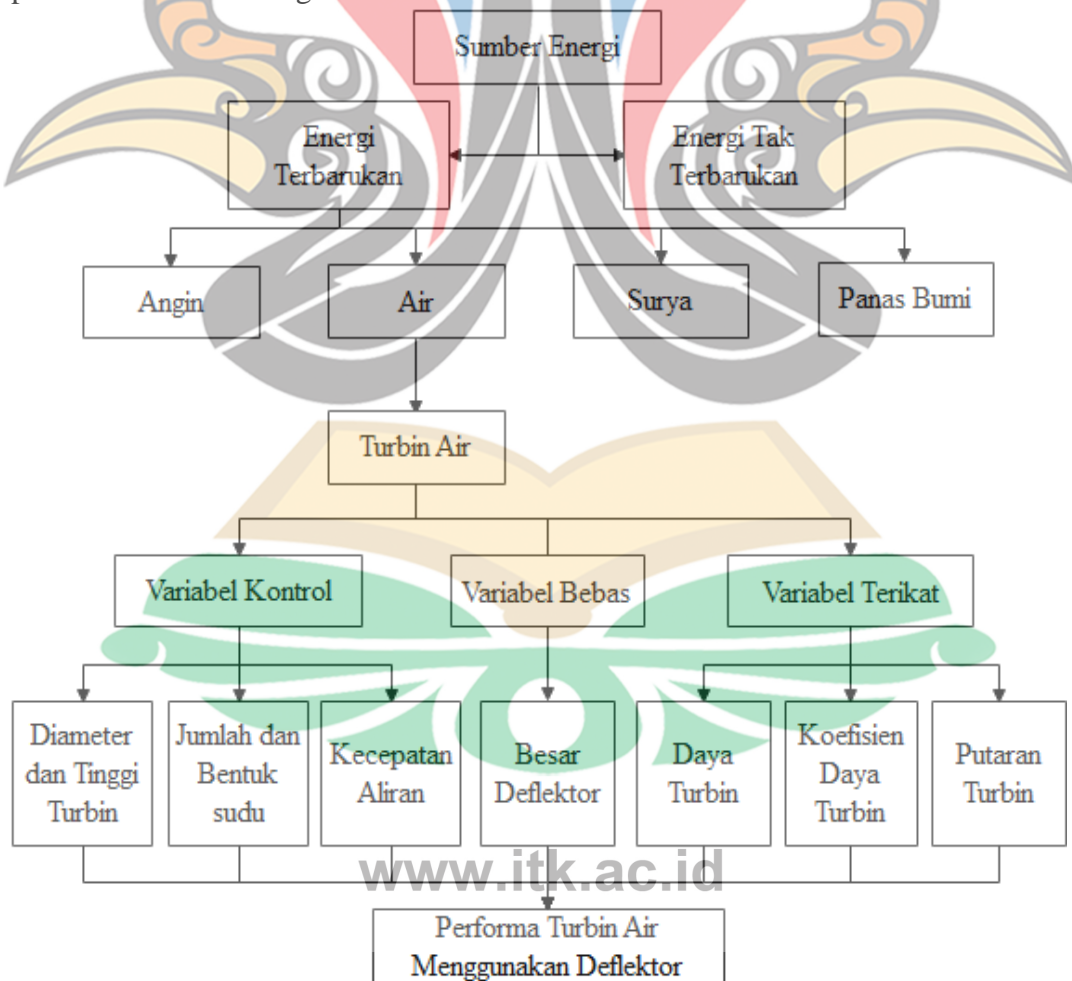 Sumber Energi
Energi
Terbarukan
Energi Tak
Terbarukan
Angin
Air
Surya
Panas Bumi
Turbin Air
Variabel Kontrol
Variabel Bebas
Variabel Terikat
Diameter
dan Tinggi
Turbin
Jumlah dan
Bentuk
sudu
Kecepatan
Aliran
Besar
Deflektor
Daya
Turbin
Koefisien
Daya
Turbin
Putaran
Turbin
www.itk.ac.id
Performa Turbin Air
Menggunakan Deflektor